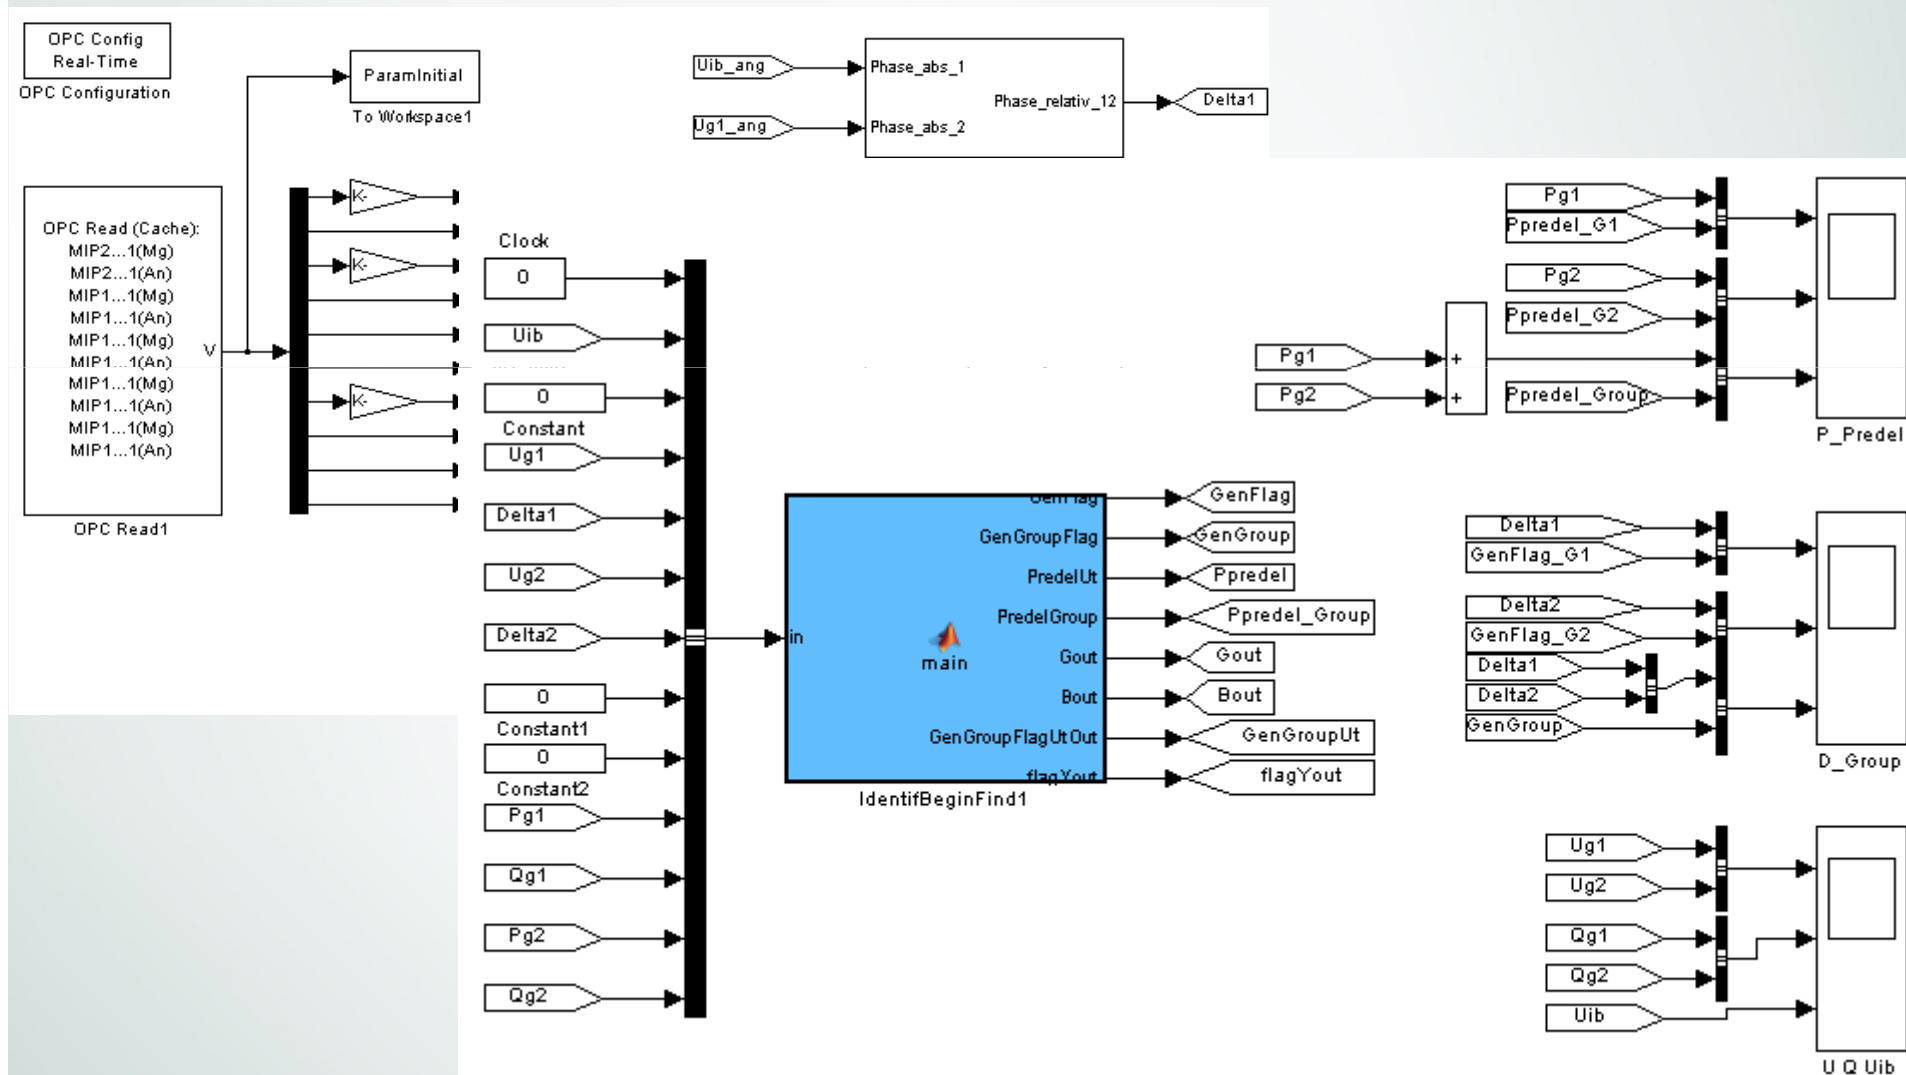 OPC Config
Real-Time
OPC Configuration
ParamInitial
To Workspace1
Uib_ang
Ug1_ang
Phase_abs_1
Phase_abs_2
Phase_relativ_12
Delta1
OPC Read (Cache):
MIP2...1(Mg)
MIP2...1(An)
MIP1...1(Mg)
MIP1...1(An)
MIP1...1(Mg)
MIP1...1(An)
MIP1...1(Mg)
MIP1...1(An)
MIP1...1(Mg)
MIP1...1(An)
V
OPC Read1
K-
K-
K-
Clock
0
Uib
0
Constant
Ug1
Delta1
Ug2
Delta2
0
Constant1
0
Constant2
Pg1
Qg1
Pg2
Qg2
in
main
GenFlag
GenGroupFlag
PredelUt
PredelGroup
Gout
Bout
GenGroupFlagUtOut
flagYout
IdentifBeginFind1
GenFlag
GenGroup
Ppredel
Ppredel_Group
Gout
Bout
GenGroupUt
flagYout
Pg1
Pg2
+
+
Pg1
Ppredel_G1
Pg2
Ppredel_G2
Ppredel_Group
P_Predel
Delta1
GenFlag_G1
Delta2
GenFlag_G2
Delta1
Delta2
GenGroup
D_Group
Ug1
Ug2
Qg1
Qg2
Uib
U Q Uib